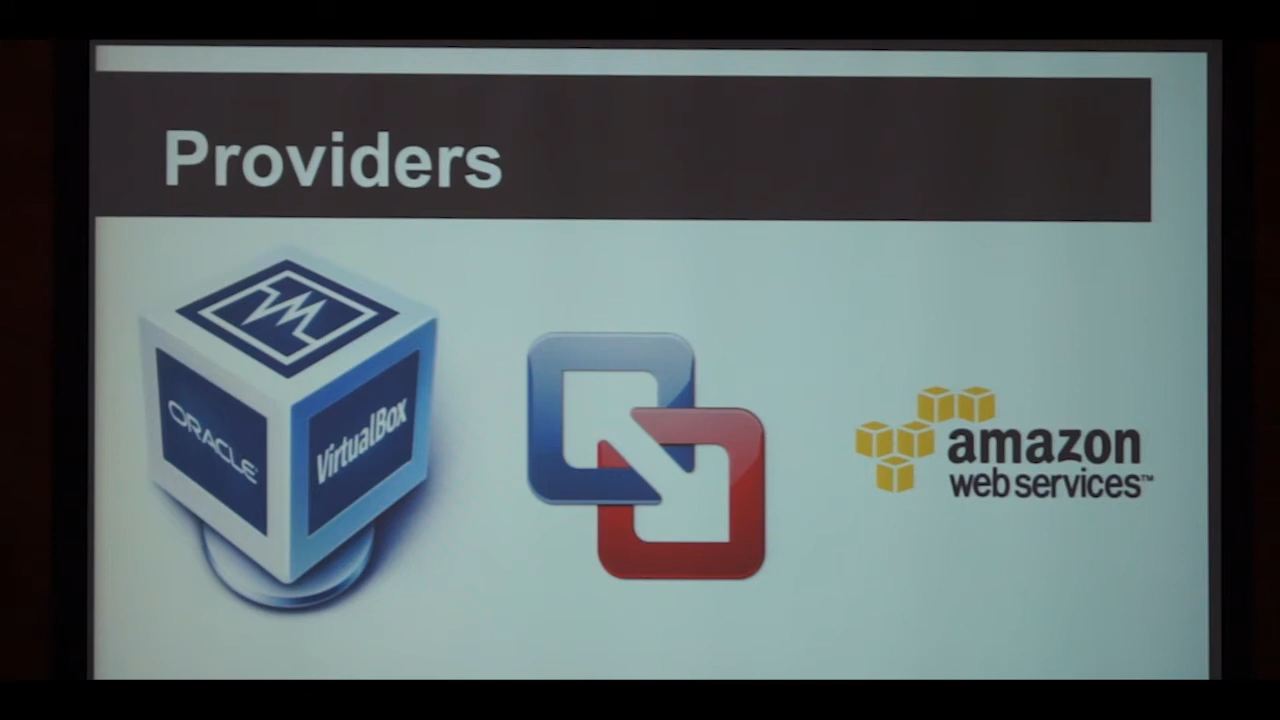 Providers
ORACLE
VirtualBox
amazon
web services™